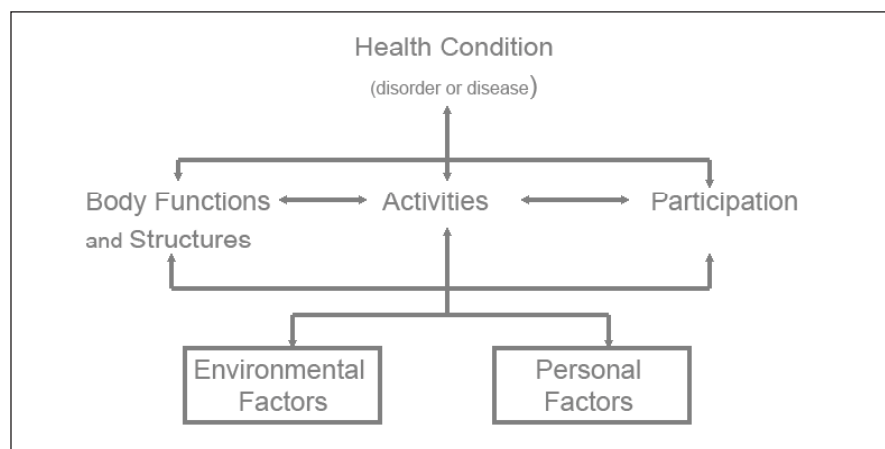 Health Condition
(disorder or disease)
Body Functions
and Structures
Activities
Participation
Environmental
Factors
Personal
Factors